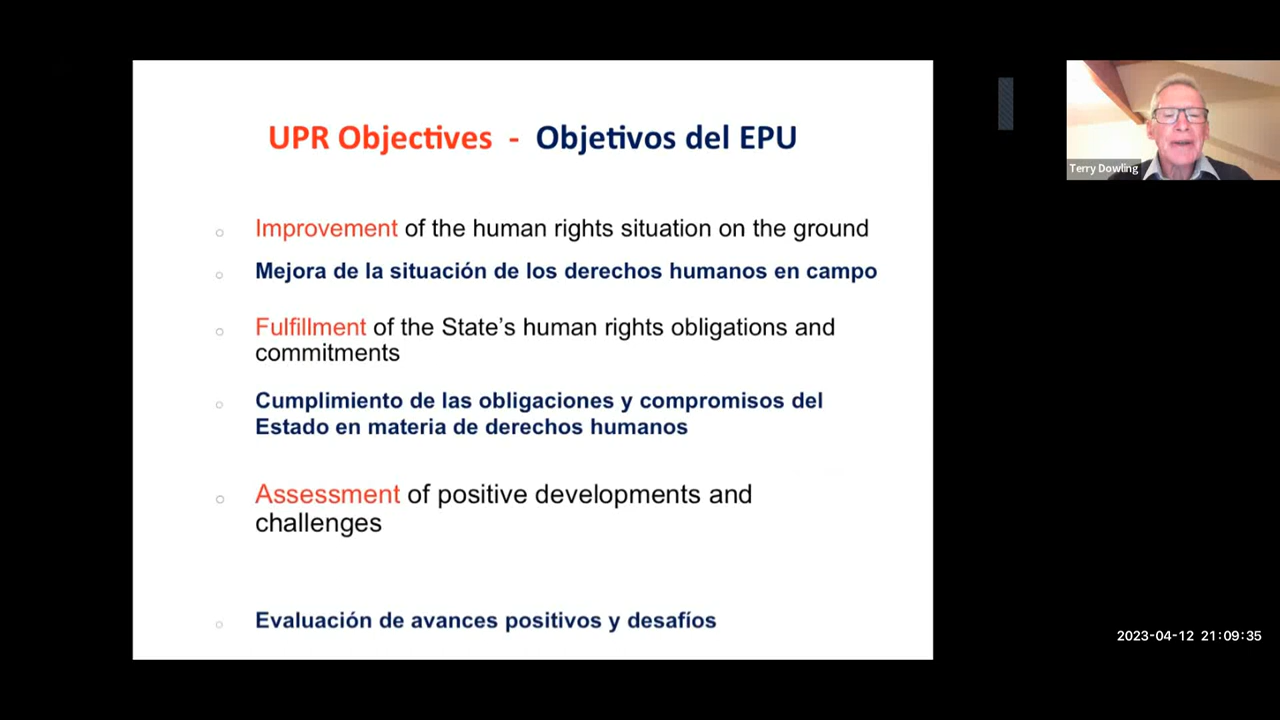 UPR Objectives - Objetivos del EPU
Improvement of the human rights situation on the ground
Mejora de la situación de los derechos humanos en campo
Fulfillment of the State’s human rights obligations and
commitments
Cumplimiento de las obligaciones y compromisos del
Estado en materia de derechos humanos
Assessment of positive developments and
challenges
Evaluación de avances positivos y desafíos
Terry Dowling
2023-04-12 21:09:35